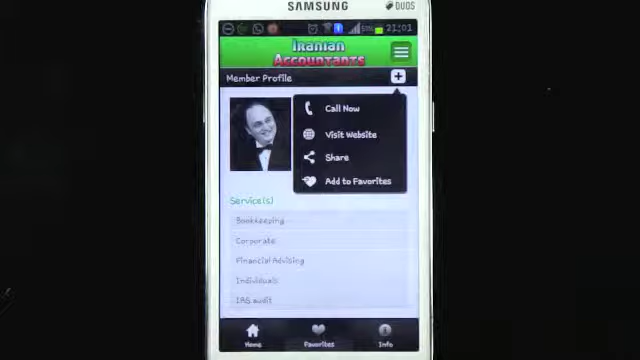 SAMSUNG
DUOS
53%
21:01
Iranian
Accountants
Member Profile
Call Now
Visit Website
Share
Add to Favorites
Service(s)
Bookkeeping
Corporate
Financial Advising
Individuals
IRS audit
Home
Favorites
Info